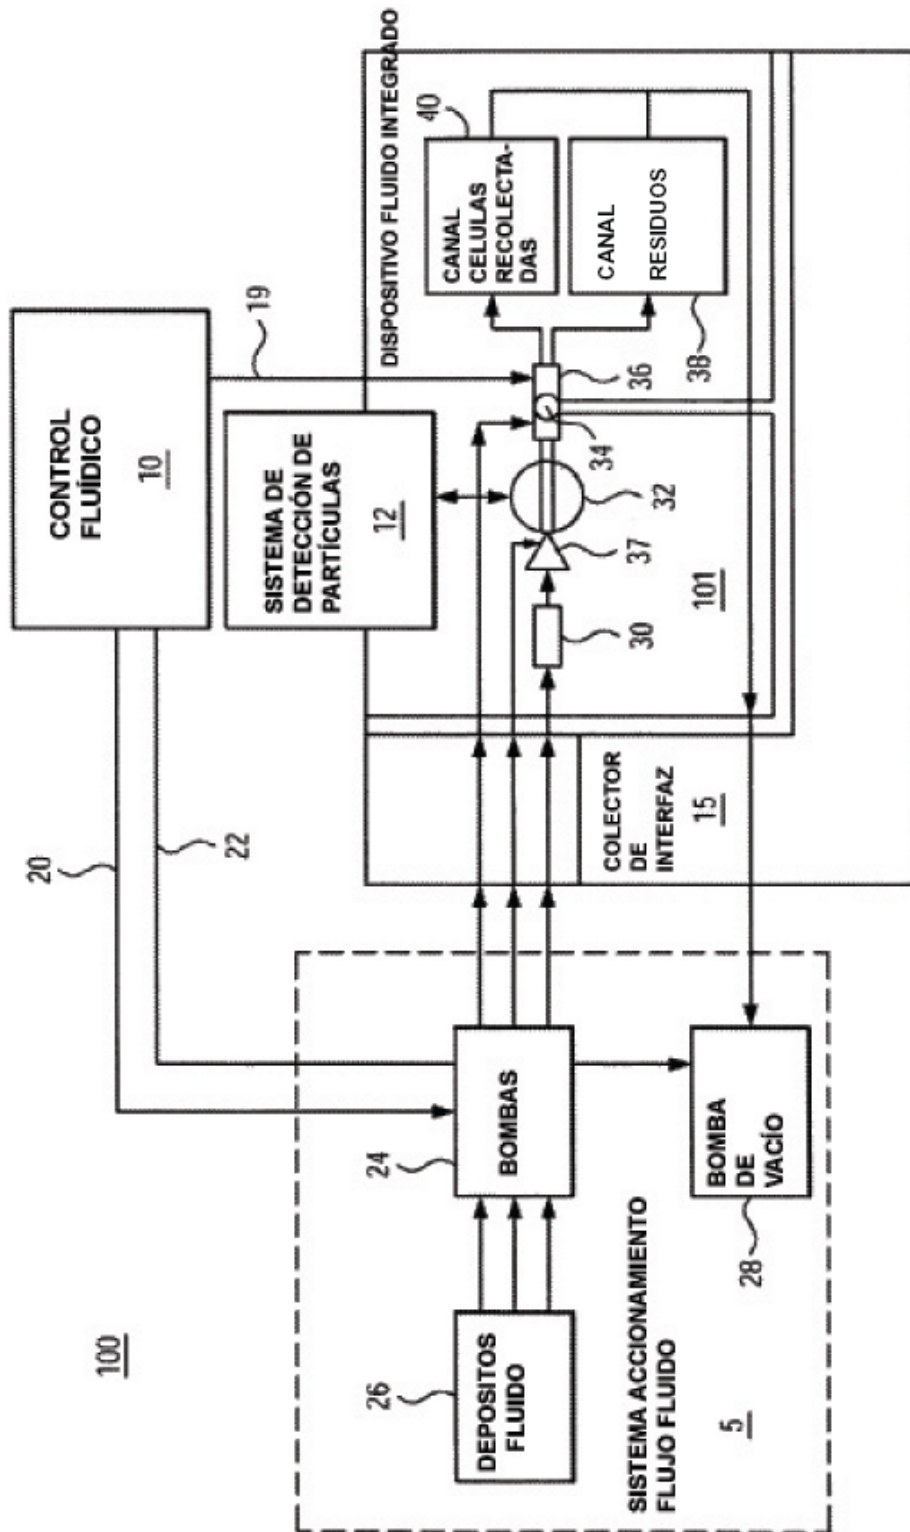 100
CONTROL
FLUÍDICO
10
SISTEMA DE
DETECCIÓN DE
PARTÍCULAS
12
19
20
22
DISPOSITIVO FLUIDO INTEGRADO
40
CANAL
CELULAS
RECOLECTA-
DAS
CANAL
RESIDUOS
38
36
34
32
37
30
101
COLECTOR
DE
INTERFAZ
15
24
BOMBAS
26
DEPOSITOS
FLUIDO
BOMBA
DE
VACÍO
28
SISTEMA ACCIONAMIENTO
FLUJO FLUIDO
5